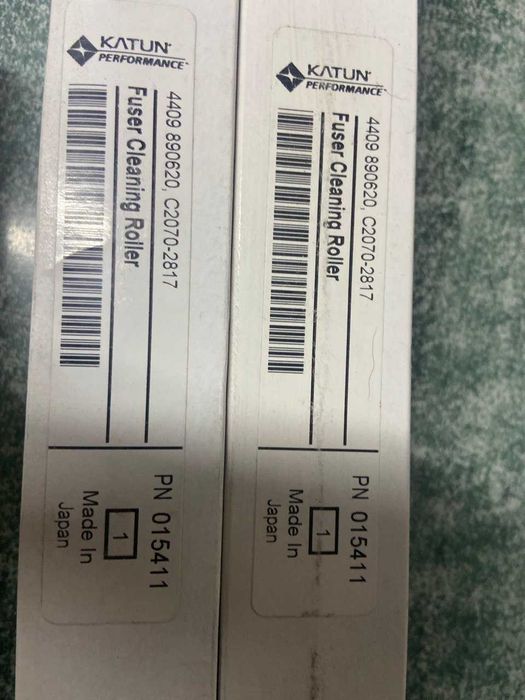 KATUN
PERFORMANCE
4409 890620, C2070-2817
Fuser Cleaning Roller
PN 015411
1
Made In
Japan
KATUN
PERFORMANCE
4409 890620, C2070-2817
Fuser Cleaning Roller
PN 015411
1
Made In
Japan